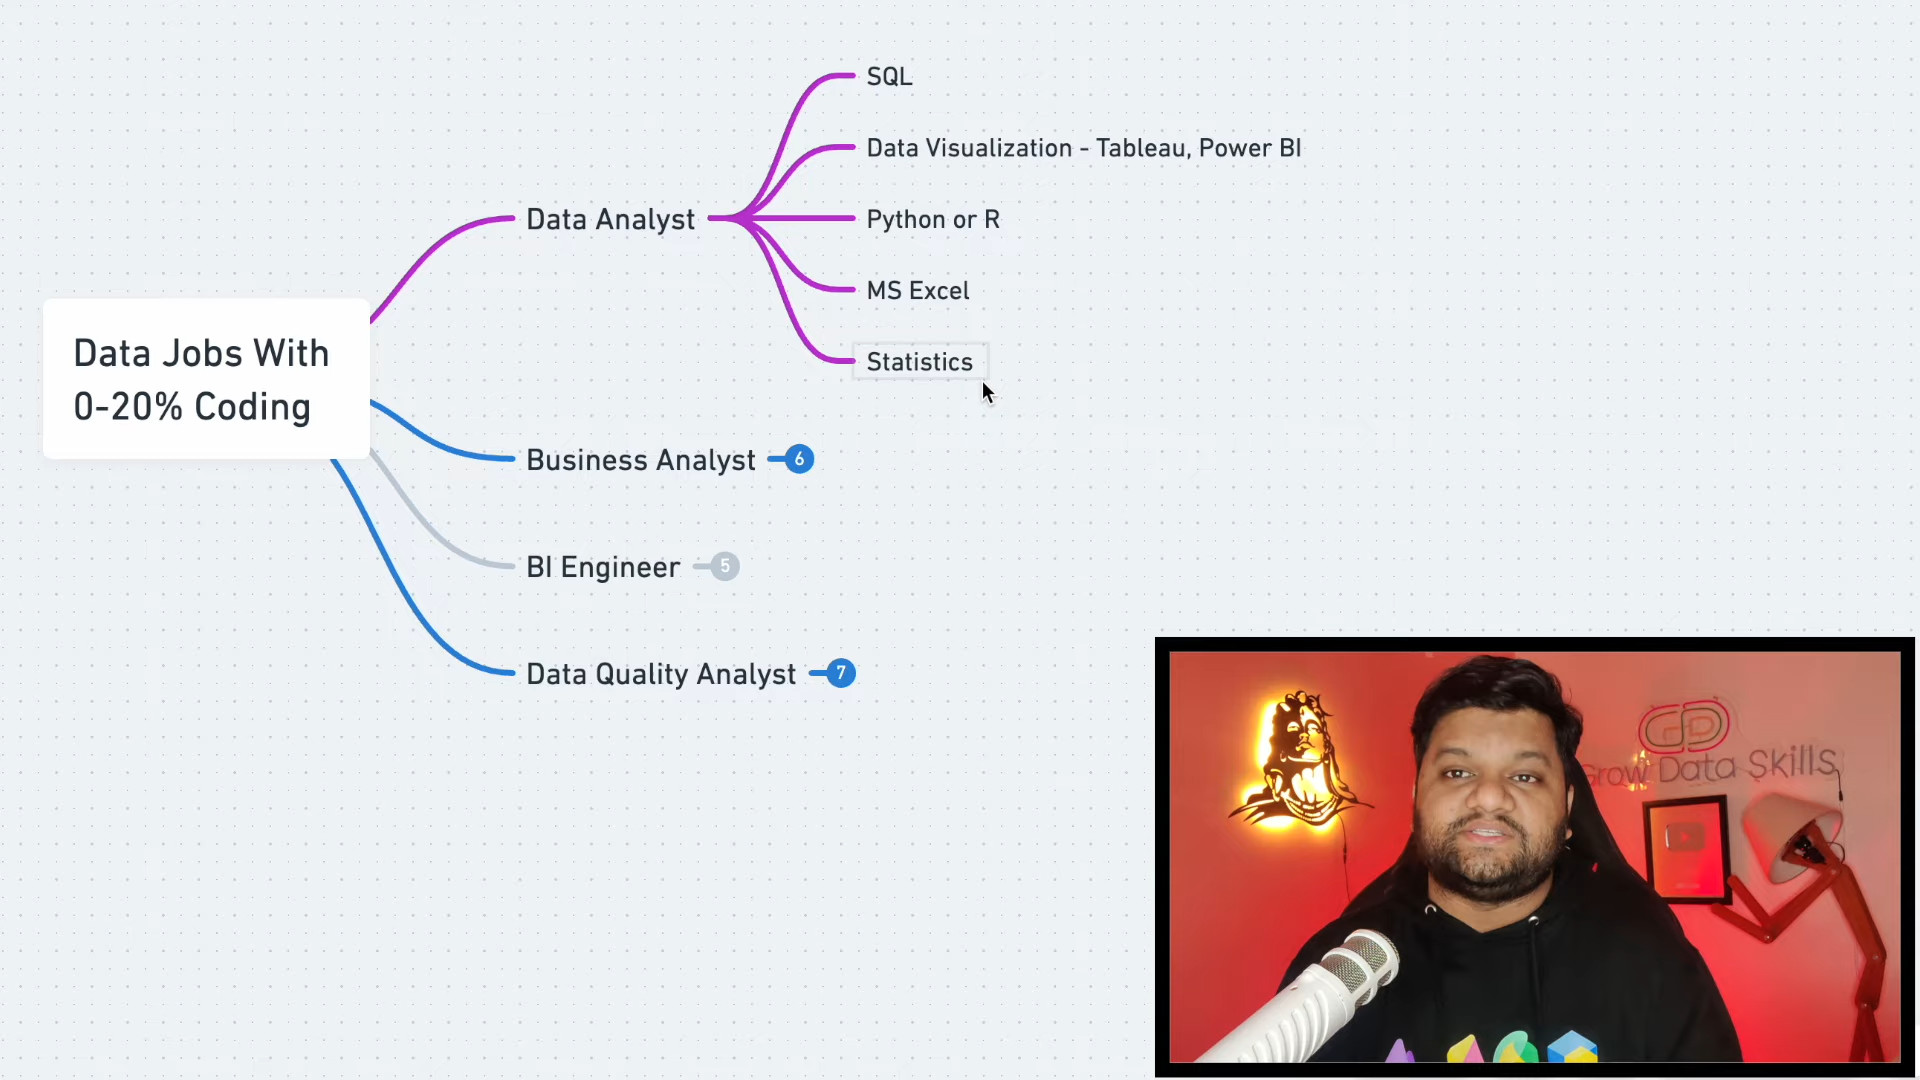 SQL
Data Visualization - Tableau, Power BI
Data Analyst
Python or R
MS Excel
Data Jobs With
0-20% Coding
Statistics
Business Analyst 6
BI Engineer 5
Data Quality Analyst 7
Grow Data Skills